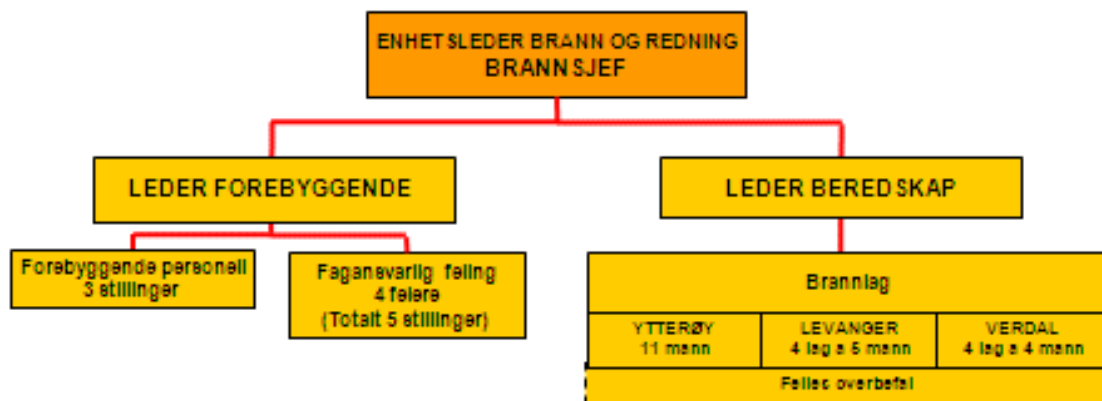 ENHETSLEDER BRANN OG REDNING
BRANNSJEF
LEDER FOREBYGGENDE
LEDER BEREDSKAP
Forebyggende personell
3 stillinger
Fagansvarlig feiing
4 feiere
(Totalt 5 stillinger)
Brannlag
YTTERØY
11 mann
LEVANGER
4 lag a 5 mann
VERDAL
4 lag a 4 mann
Felles overbefal